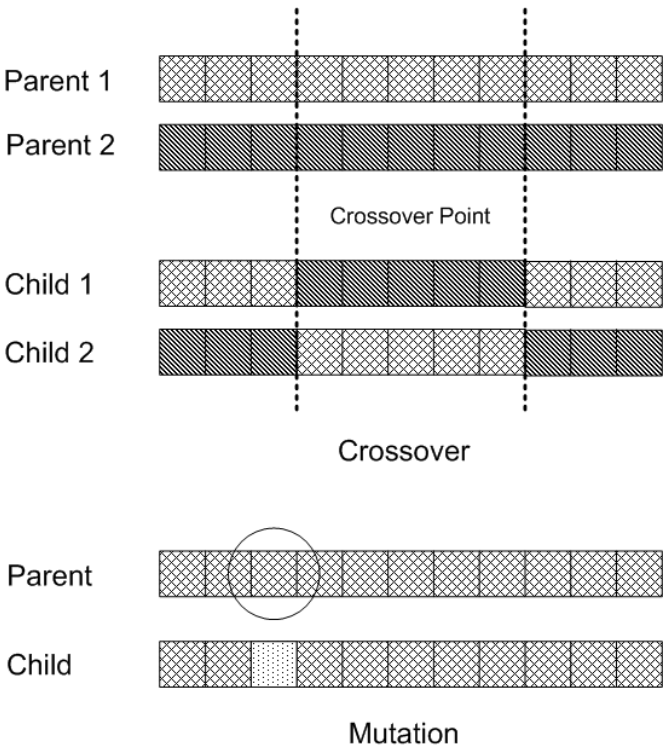 Parent 1
Parent 2
Crossover Point
Child 1
Child 2
Crossover
Parent
Child
Mutation